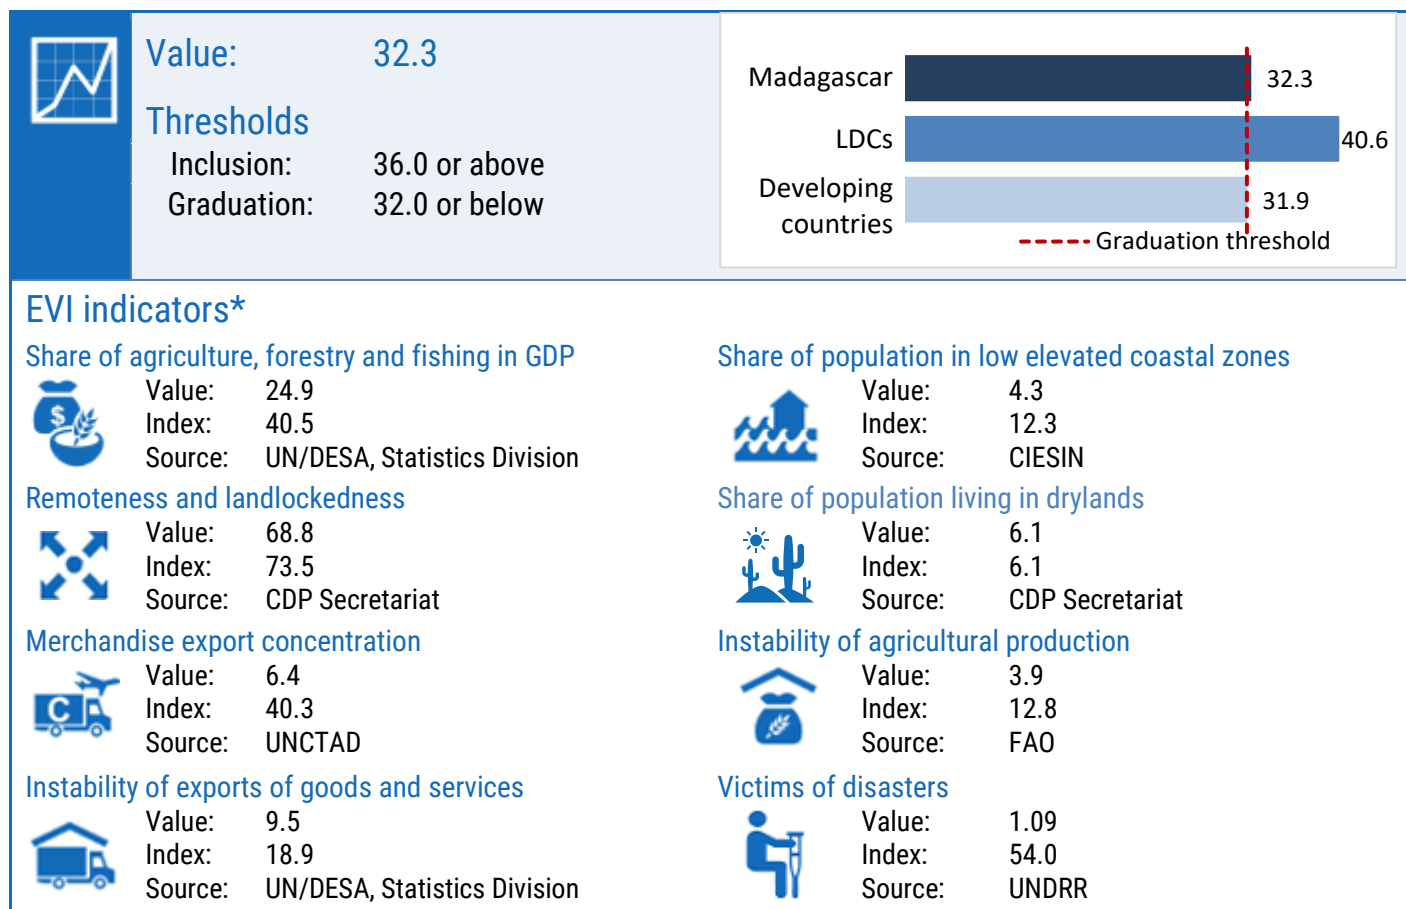 Value: 32.3
Thresholds
Inclusion: 36.0 or above
Graduation: 32.0 or below
Madagascar 32.3
LDCs 40.6
Developing
countries 31.9
Graduation threshold
EVI indicators*
Share of agriculture, forestry and fishing in GDP
$
Value: 24.9
Index: 40.5
Source: UN/DESA, Statistics Division
Share of population in low elevated coastal zones
Value: 4.3
Index: 12.3
Source: CIESIN
Remoteness and landlockedness
Value: 68.8
Index: 73.5
Source: CDP Secretariat
Share of population living in drylands
Value: 6.1
Index: 6.1
Source: CDP Secretariat
Merchandise export concentration
C
Value: 6.4
Index: 40.3
Source: UNCTAD
Instability of agricultural production
Value: 3.9
Index: 12.8
Source: FAO
Instability of exports of goods and services
Value: 9.5
Index: 18.9
Source: UN/DESA, Statistics Division
Victims of disasters
Value: 1.09
Index: 54.0
Source: UNDRR